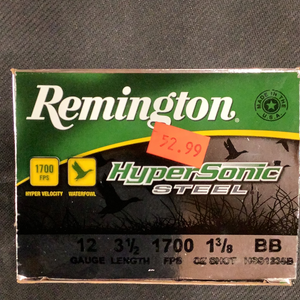 Remington®
MADE IN THE
U.S.A.
52.99
1700
FPS
HYPER VELOCITY
WATERFOWL
HyperSonic
STEEL
12 3½ 1700 1⅜ BB
GAUGE LENGTH FPS OZ SHOT